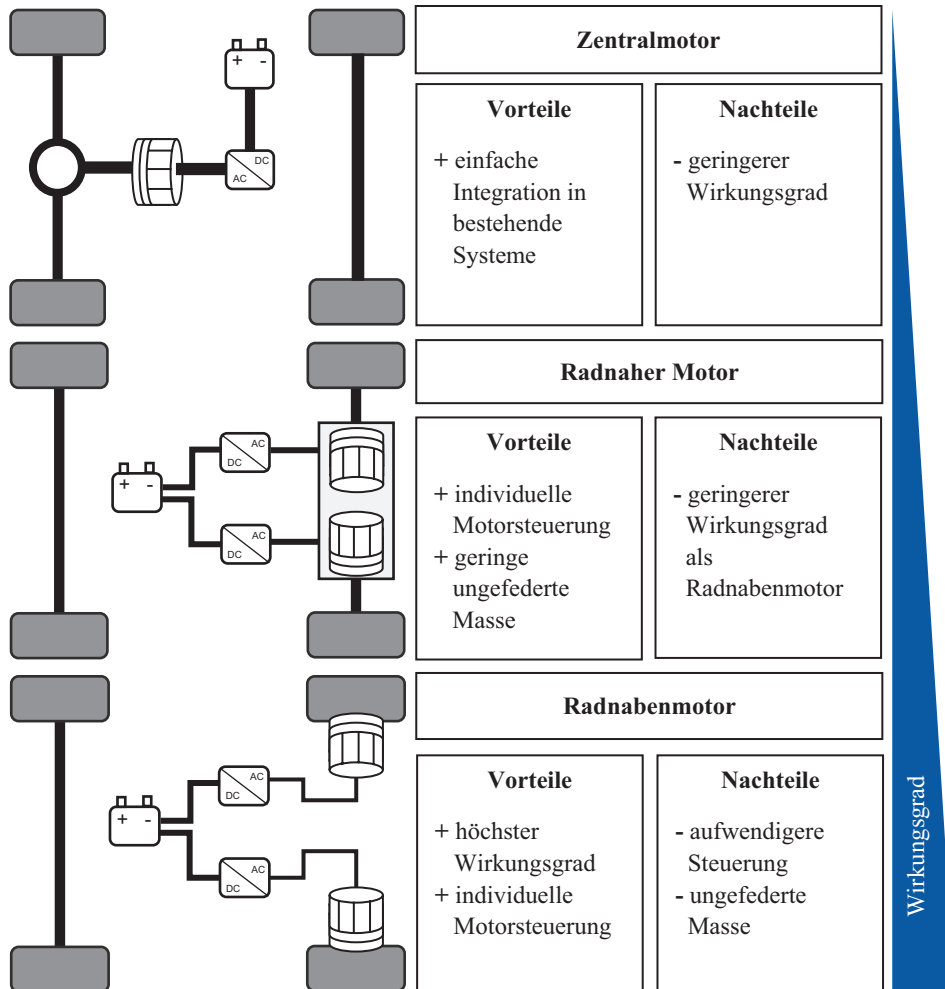 Zentralmotor
+ -
DC
AC
Vorteile
+ einfache
Integration in
bestehende
Systeme
Nachteile
- geringerer
Wirkungsgrad
Radnaher Motor
AC
DC
+ -
AC
DC
Vorteile
+ individuelle
Motorsteuerung
+ geringe
ungefederte
Masse
Nachteile
- geringerer
Wirkungsgrad
als
Radnabenmotor
Radnabenmotor
AC
DC
+ -
AC
DC
Vorteile
+ höchster
Wirkungsgrad
+ individuelle
Motorsteuerung
Nachteile
- aufwendigere
Steuerung
- ungefederte
Masse
Wirkungsgrad